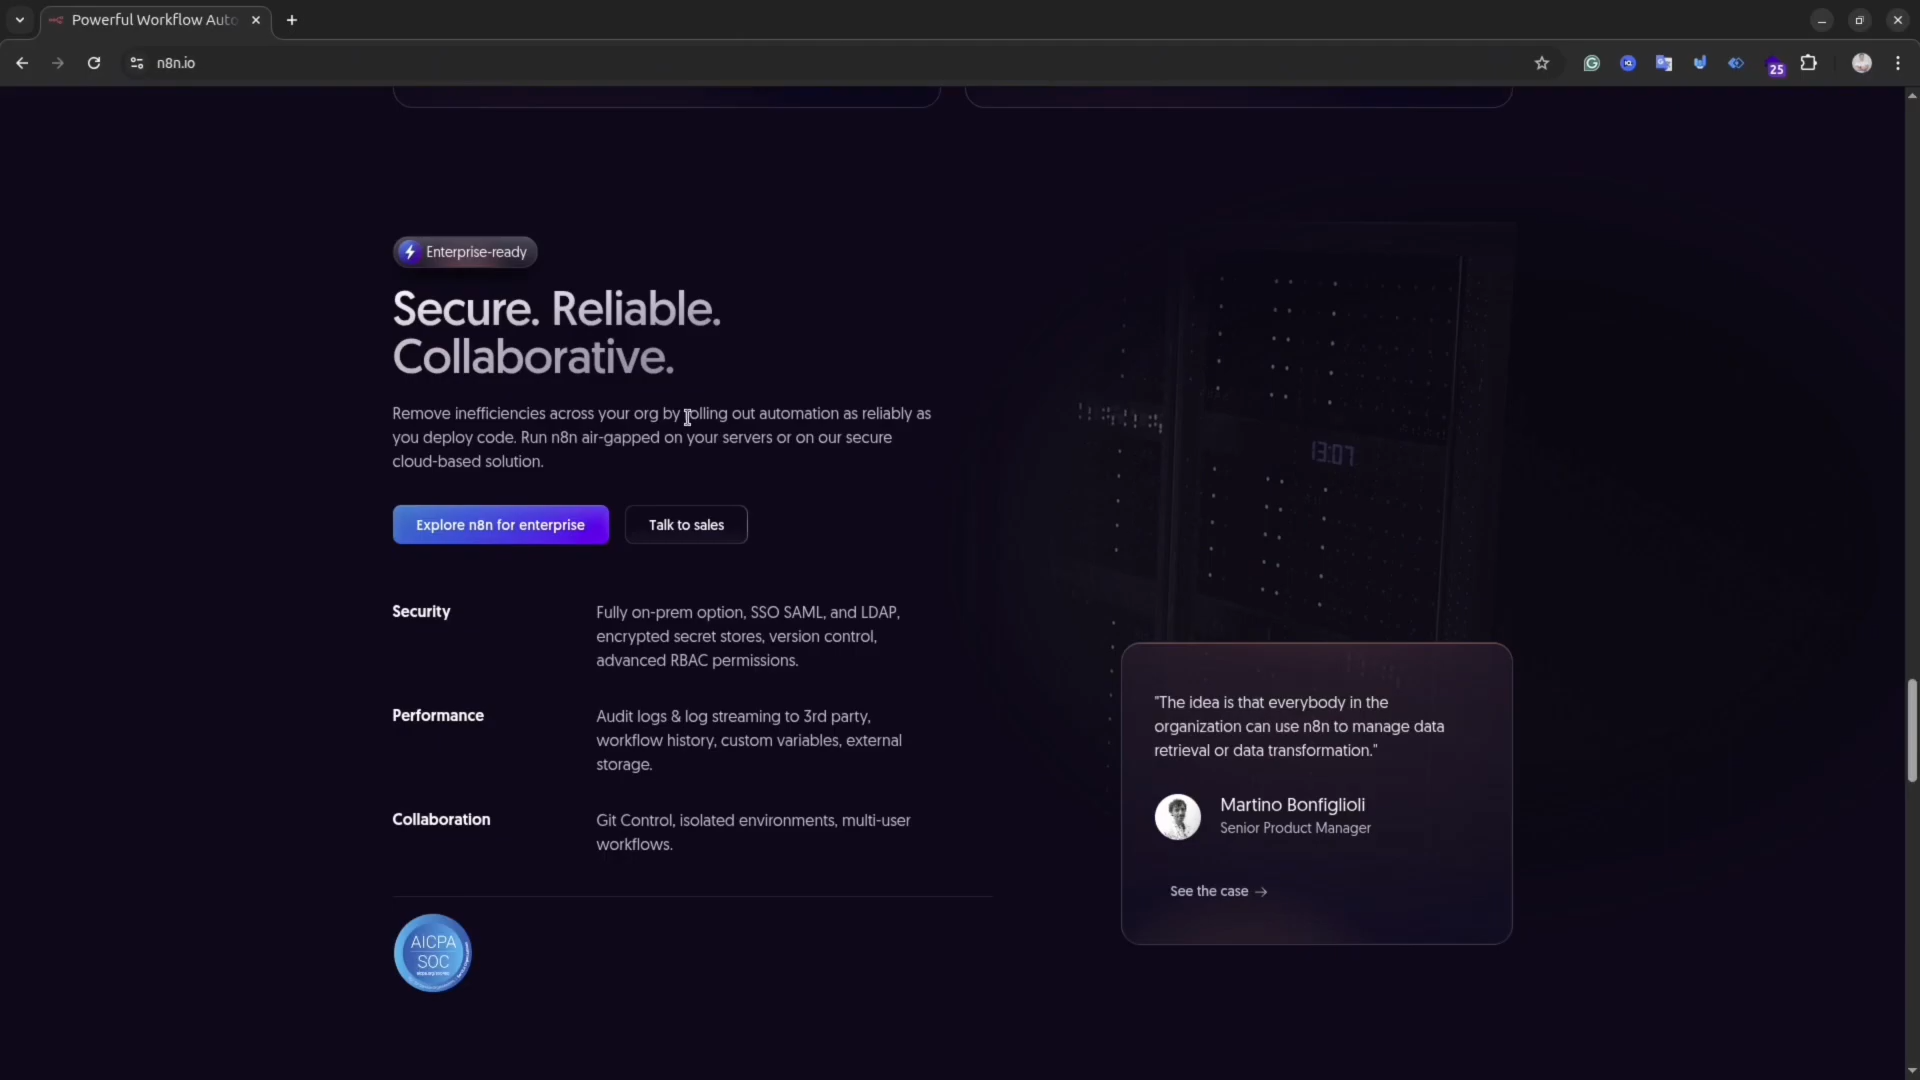 Powerful Workflow Auto
n8n.io
25
Enterprise-ready
Secure. Reliable.
Collaborative.
Remove inefficiencies across your org by rolling out automation as reliably as
you deploy code. Run n8n air-gapped on your servers or on our secure
cloud-based solution.
Explore n8n for enterprise
Talk to sales
Security
Fully on-prem option, SSO SAML, and LDAP,
encrypted secret stores, version control,
advanced RBAC permissions.
Performance
Audit logs & log streaming to 3rd party,
workflow history, custom variables, external
storage.
Collaboration
Git Control, isolated environments, multi-user
workflows.
AICPA
SOC
13:07
"The idea is that everybody in the
organization can use n8n to manage data
retrieval or data transformation."
Martino Bonfiglioli
Senior Product Manager
See the case →